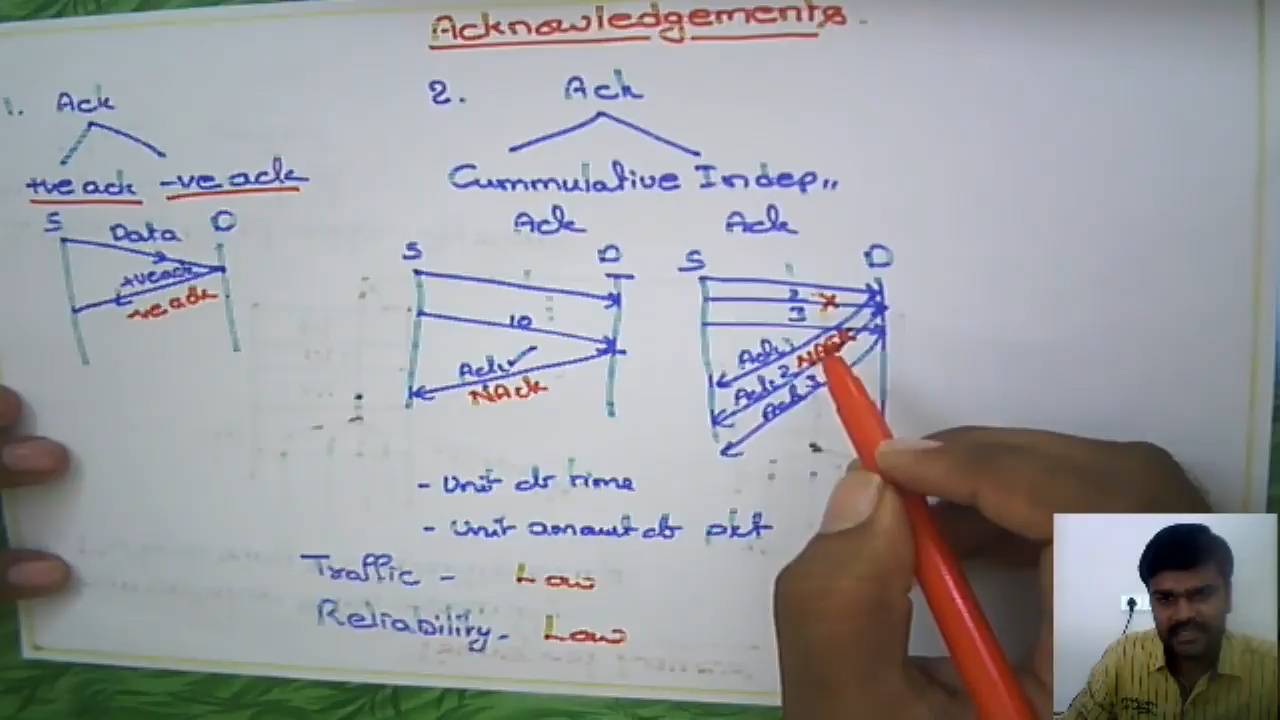 Acknowledgements.
1. Ack
+ve ack -ve ack
S D
Data
+ve ack
-ve ack
2. Ack
Cummulative Indep,,
Ack Ack
S D
1
10
Ack ✓
NAck
S D
1
2 X
3
Ack 1
NAck
Ack 2
Ack 3
- Unit of time
- Unit amount of pkt
Traffic - Low
Reliability - Low